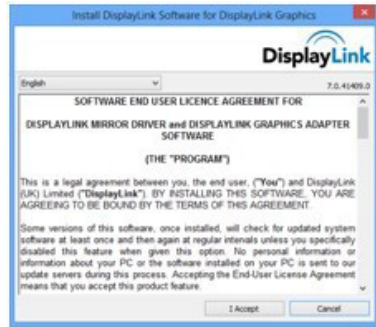 Install DisplayLink Software for DisplayLink Graphics
DisplayLink
English
7.0.41409.0
SOFTWARE END USER LICENCE AGREEMENT FOR
DISPLAYLINK MIRROR DRIVER and DISPLAYLINK GRAPHICS ADAPTER
SOFTWARE
(THE "PROGRAM")
This is a legal agreement between you, the end user, ("You") and DisplayLink
(UK) Limited ("DisplayLink"). BY INSTALLING THIS SOFTWARE, YOU ARE
AGREEING TO BE BOUND BY THE TERMS OF THIS AGREEMENT.
Some versions of this software, once installed, will check for updated system
software at least once and then again at regular intervals unless you specifically
disabled this feature when given this option. No personal information or
information about your PC or the software installed on your PC is sent to our
update servers during this process. Accepting the End-User License Agreement
means that you accept this product feature.
I Accept
Cancel